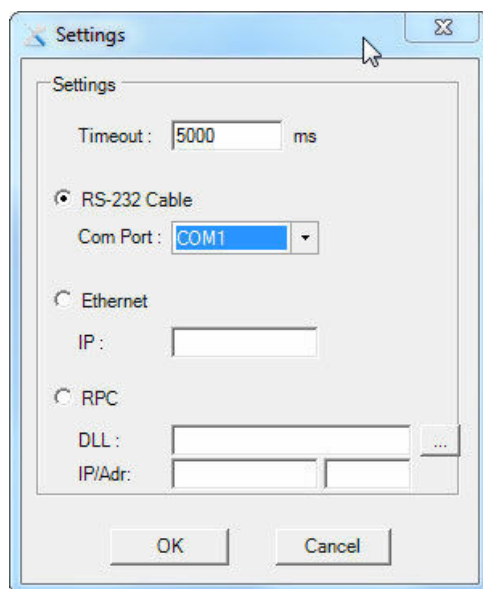 Settings
Settings
Timeout : 5000 ms
RS-232 Cable
Com Port : COM1
Ethernet
IP :
RPC
DLL :
...
IP/Adr:
OK Cancel